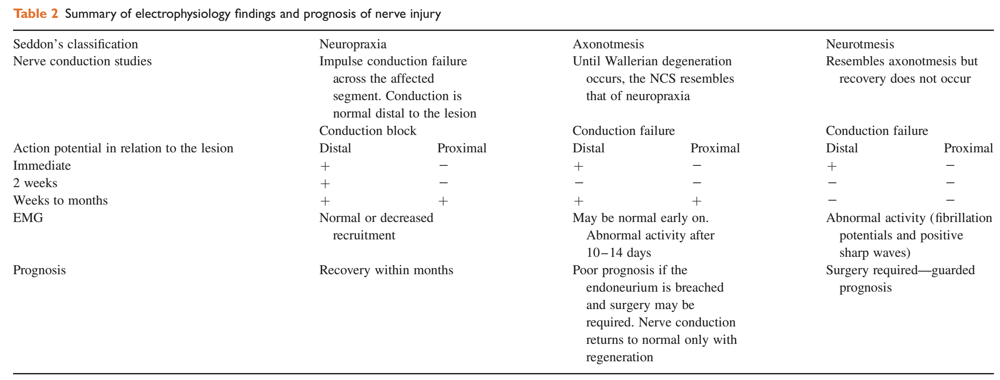 Table 2 Summary of electrophysiology findings and prognosis of nerve injury
Seddon’s classification Neuropraxia Axonotmesis Neurotmesis
Nerve conduction studies Impulse conduction failure Until Wallerian degeneration Resembles axonotmesis but
across the affected occurs, the NCS resembles recovery does not occur
segment. Conduction is that of neuropraxia
normal distal to the lesion
Conduction block Conduction failure Conduction failure
Action potential in relation to the lesion Distal Proximal Distal Proximal Distal Proximal
Immediate + − + − + −
2 weeks + − − − − −
Weeks to months + + + + − −
EMG Normal or decreased May be normal early on. Abnormal activity (fibrillation
recruitment Abnormal activity after potentials and positive
10–14 days sharp waves)
Prognosis Recovery within months Poor prognosis if the Surgery required—guarded
endoneurium is breached prognosis
and surgery may be
required. Nerve conduction
returns to normal only with
regeneration